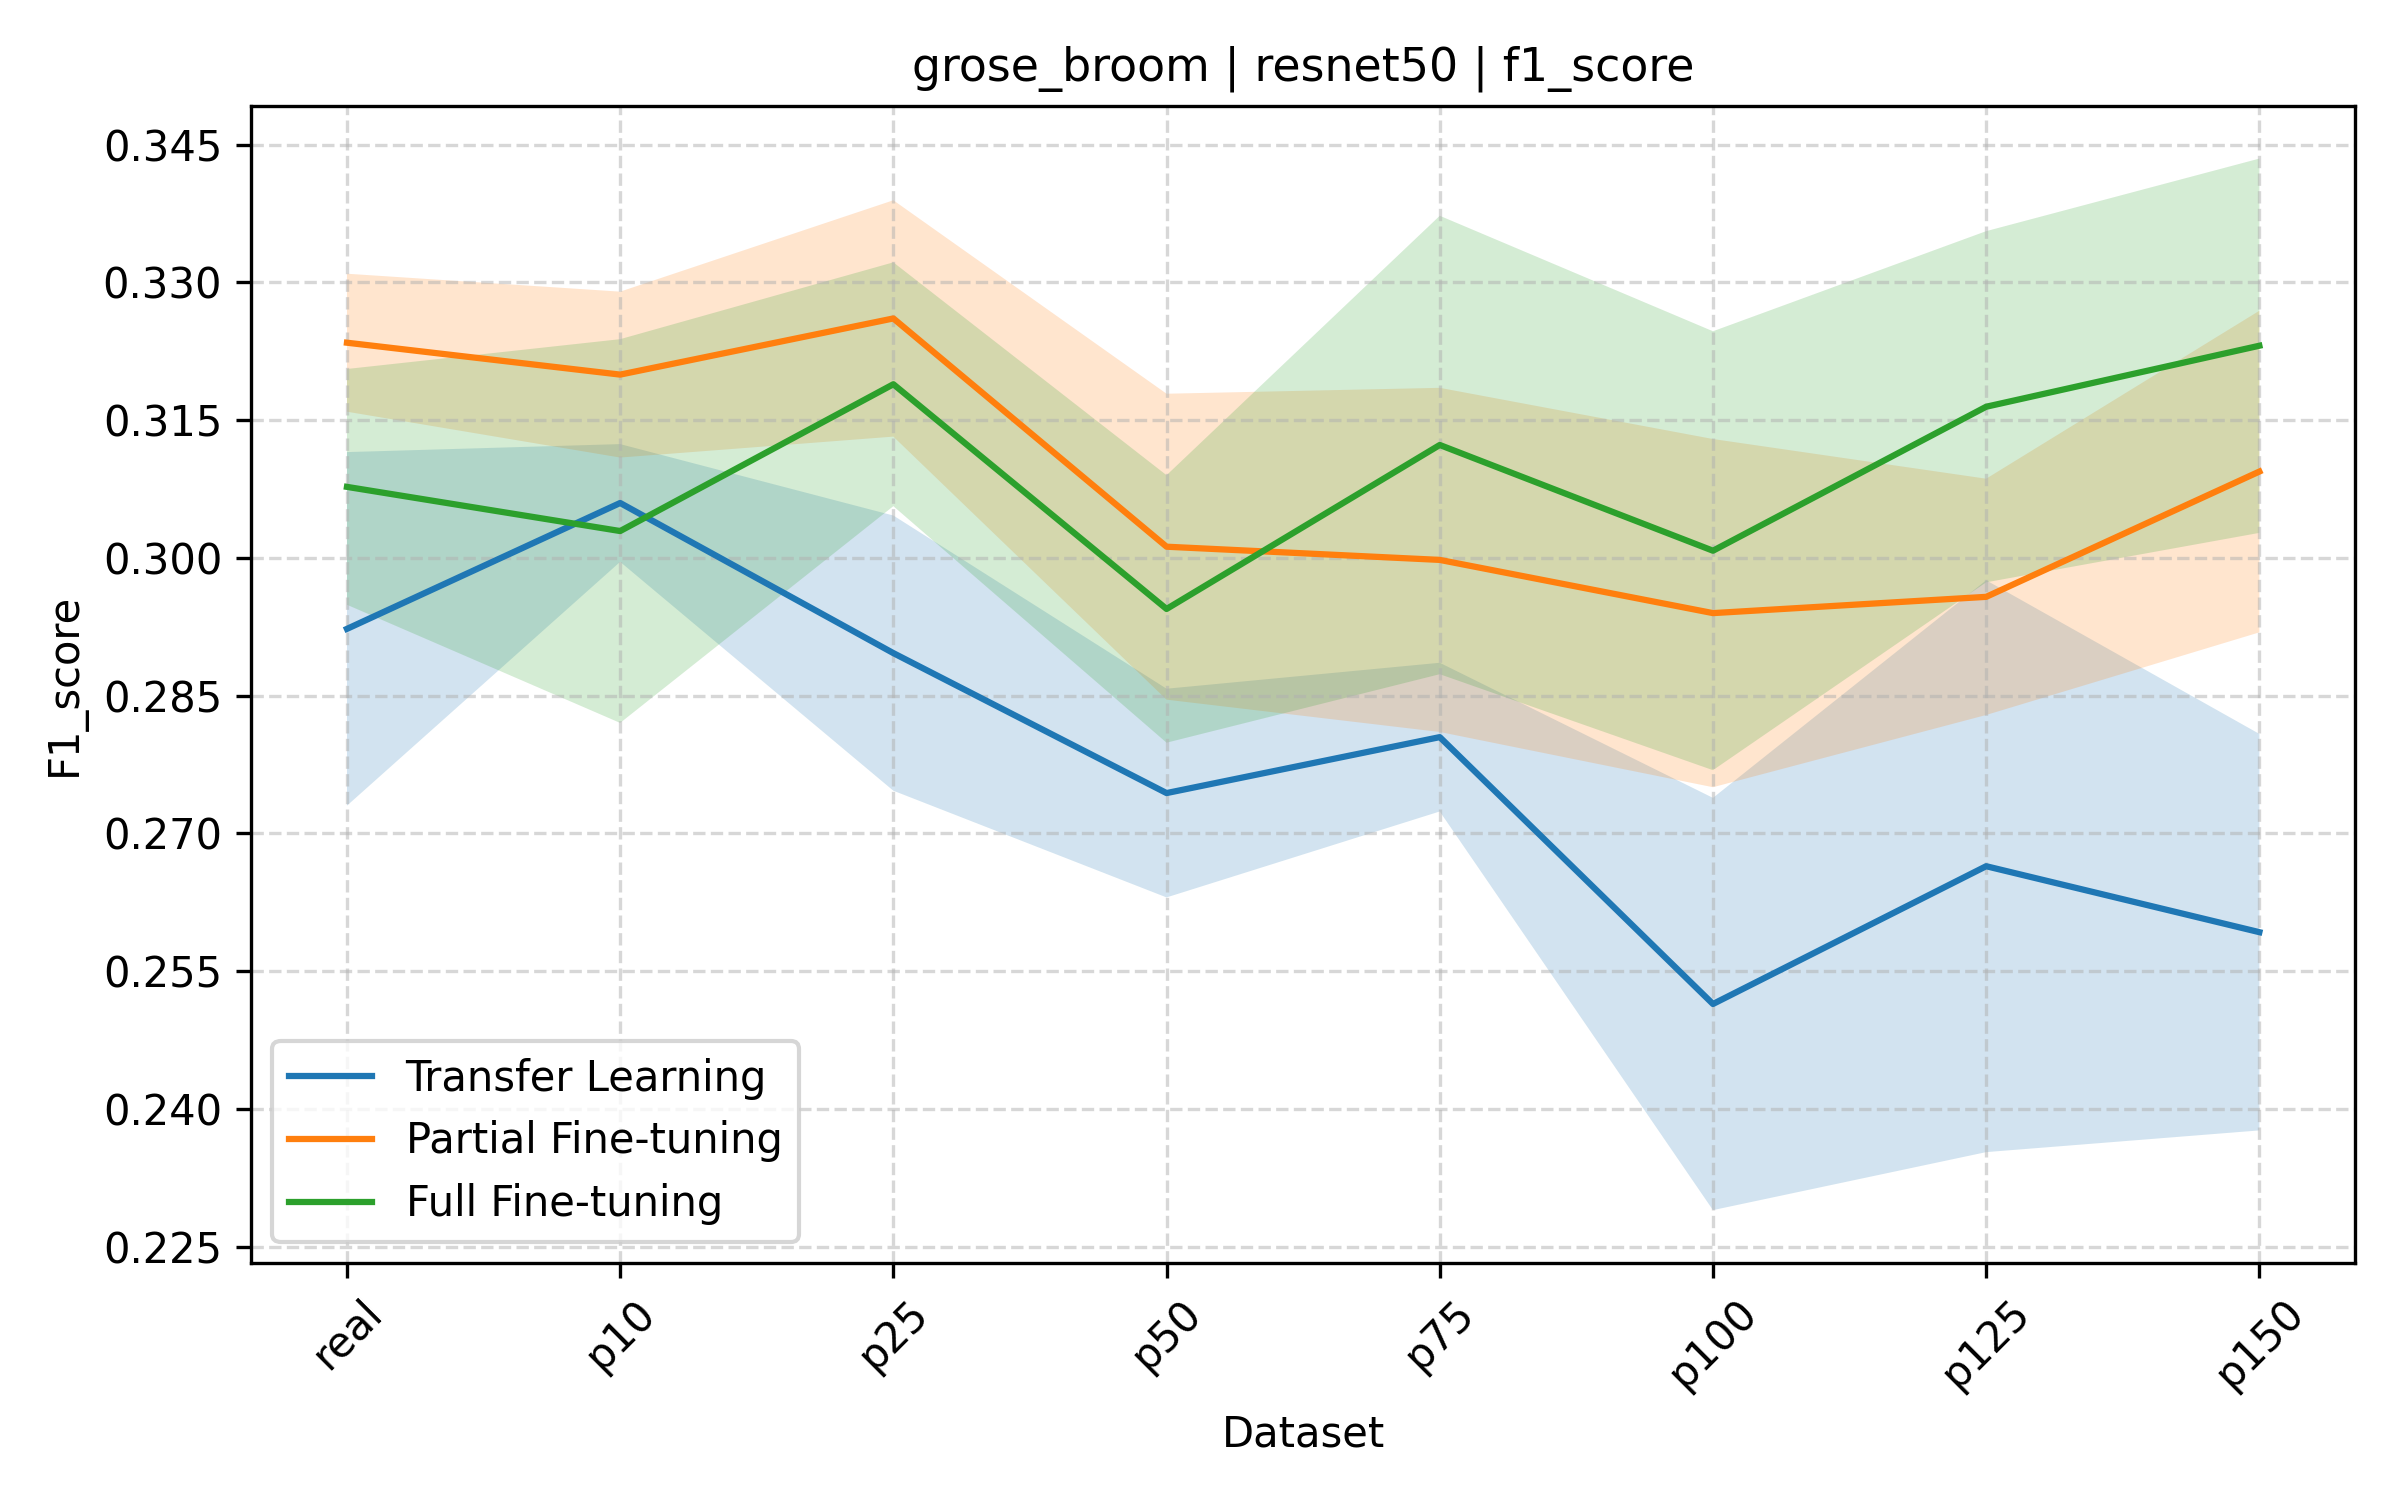 grose_broom | resnet50 | f1_score
0.345
0.330
0.315
0.300
0.285
0.270
0.255
0.240
0.225
F1_score
Transfer Learning
Partial Fine-tuning
Full Fine-tuning
real
p10
p25
p50
p75
p100
p125
p150
Dataset